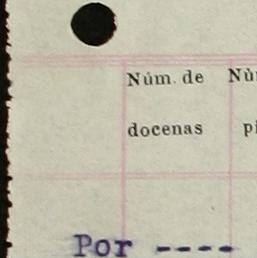 Núm. de
docenas
Por ----